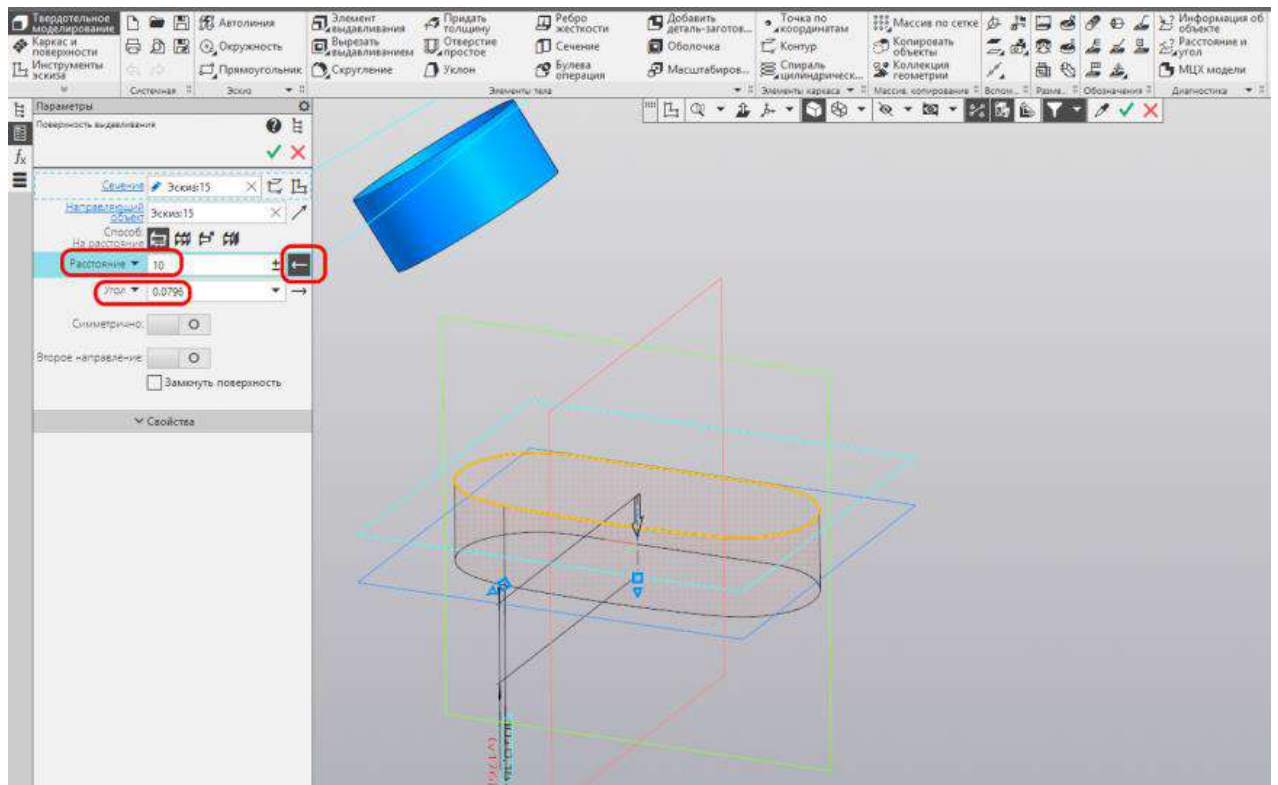 Твердотельное
моделирование
Каркас и
поверхности
Инструменты
эскиза
Системная
Автолиния
Окружность
Прямоугольник
Эскиз
Элемент
выдавливания
Вырезать
выдавливанием
Скругление
Придать
толщину
Отверстие
простое
Уклон
Ребро
жесткости
Сечение
Булева
операция
Добавить
деталь-заготов...
Оболочка
Масштабиров...
Элементы тела
Точка по
координатам
Контур
Спираль
цилиндрическ...
Элементы каркаса
Массив по сетке
Копировать
объекты
Коллекция
геометрии
Массив, копирование
Вспом...
Разме...
Обозначения
Информация об
объекте
Расстояние и
угол
МЦХ модели
Диагностика
Параметры
Поверхность выдавливания
fx
Сечение Эскиз:15
Направляющий
объект Эскиз:15
Способ:
На расстояние
Расстояние 10
Угол 0.0796
Симметрично:
Второе направление:
Замкнуть поверхность
Свойства